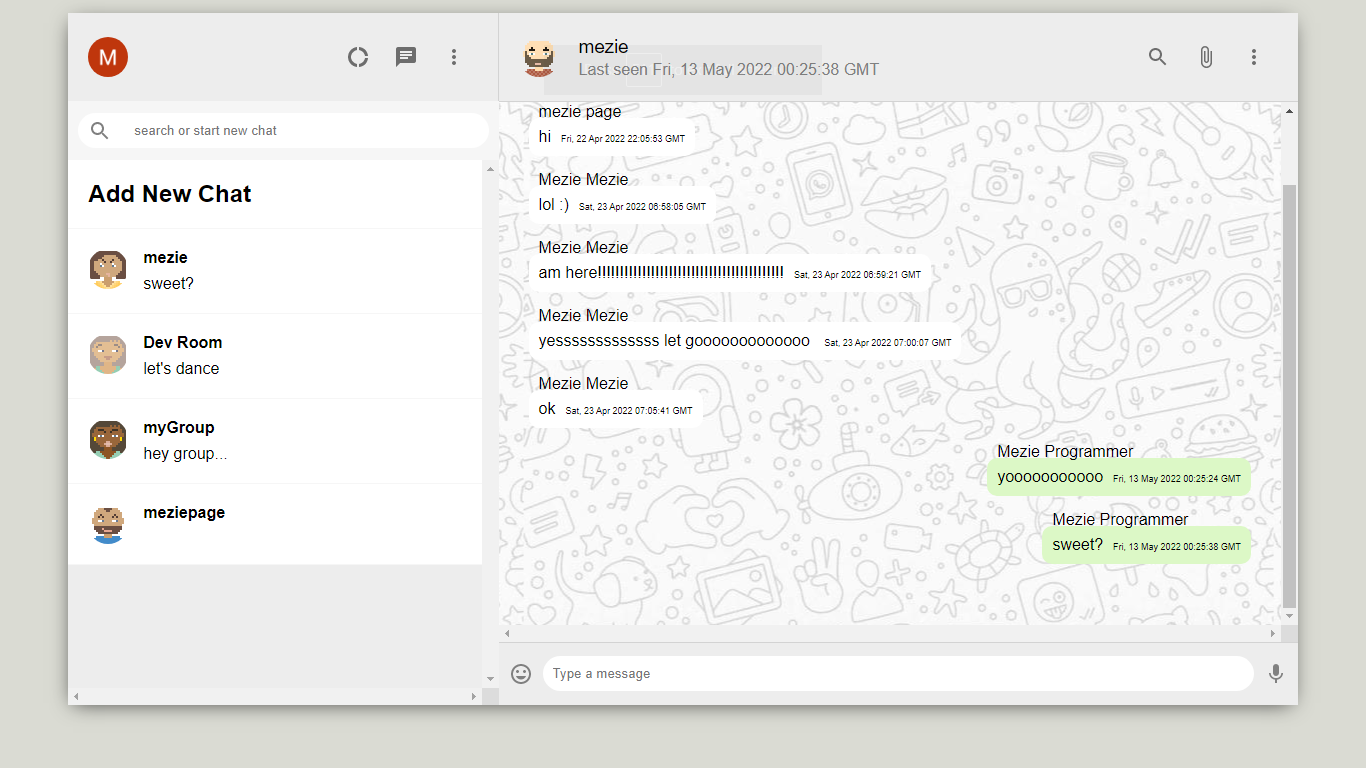 M
search or start new chat
Add New Chat
mezie
sweet?
Dev Room
let's dance
myGroup
hey group...
meziepage
mezie
Last seen Fri, 13 May 2022 00:25:38 GMT
mezie page
hi Fri, 22 Apr 2022 22:05:53 GMT
Mezie Mezie
lol :) Sat, 23 Apr 2022 06:58:05 GMT
Mezie Mezie
am here!!!!!!!!!!!!!!!!!!!!!!!!!!!!!!!!!!!!!!!!!! Sat, 23 Apr 2022 06:59:21 GMT
Mezie Mezie
yesssssssssssss let gooooooooooooo Sat, 23 Apr 2022 07:00:07 GMT
Mezie Mezie
ok Sat, 23 Apr 2022 07:05:41 GMT
Mezie Programmer
yooooooooooo Fri, 13 May 2022 00:25:24 GMT
Mezie Programmer
sweet? Fri, 13 May 2022 00:25:38 GMT
Type a message